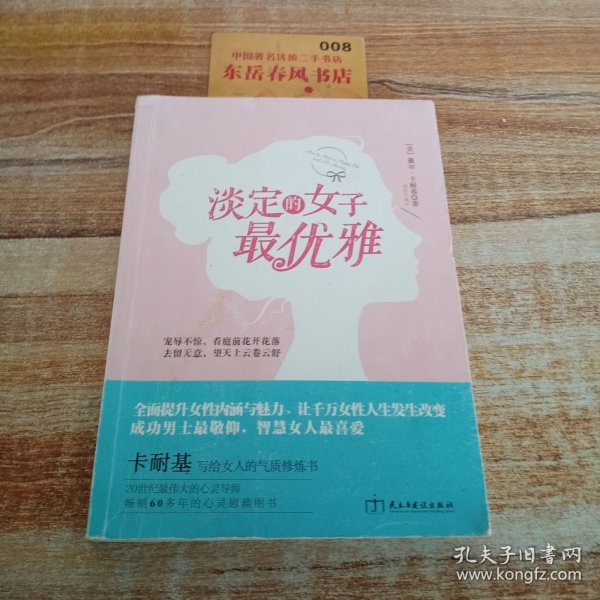 008
中国著名优质二手书店
东岳春风书店
[美] 戴尔·卡耐基 著
淡定的女子
最优雅
宠辱不惊，看庭前花开花落
去留无意，望天上云卷云舒
全面提升女性内涵与魅力、让千万女性人生发生改变
成功男士最敬仰，智慧女人最喜爱
卡耐基 写给女人的气质修炼书
20世纪最伟大的心灵导师
畅销60多年的心灵慰藉图书
民主与建设出版社
孔夫子旧书网
www.kongfz.com